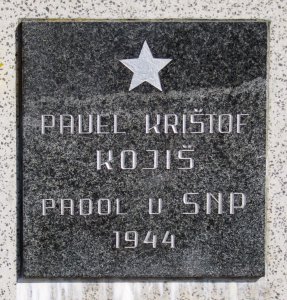 PAVEL KRIŠTOF
KOJIŠ
PADOL V SNP
1944